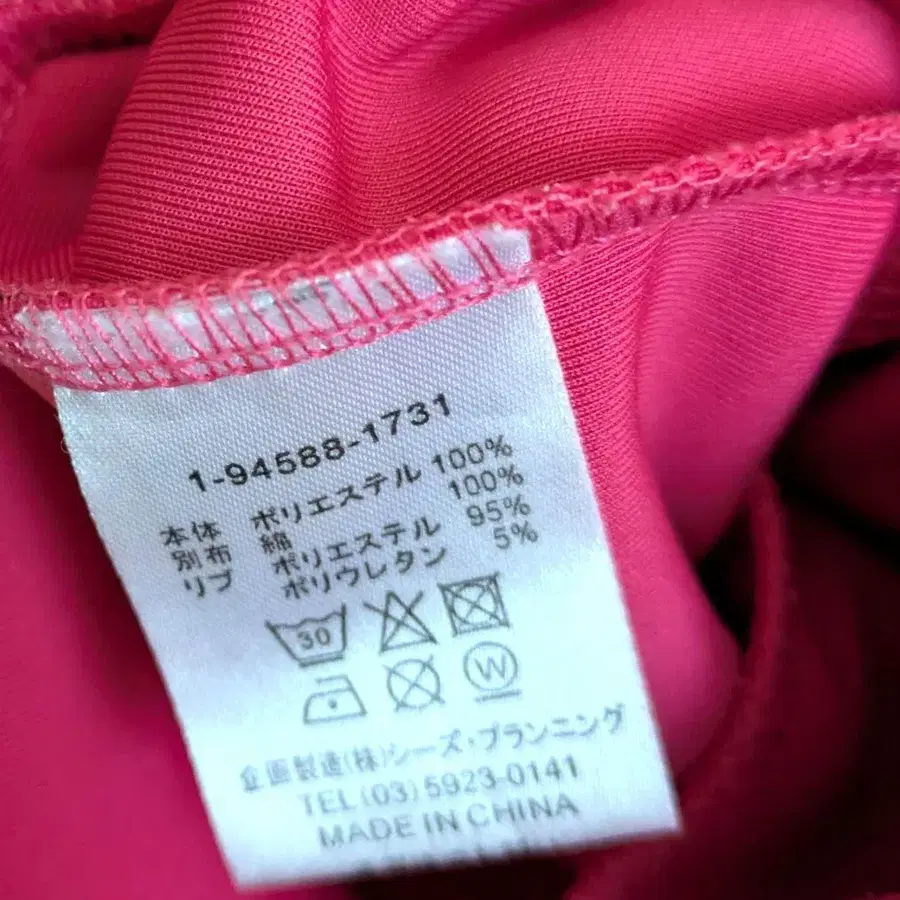 1-94588-1731
本体 ポリエステル 100%
別布 綿 100%
リブ ポリエステル 95%
ポリウレタン 5%
30
W
企画製造(株)シーズ・プランニング
TEL(03)5923-0141
MADE IN CHINA